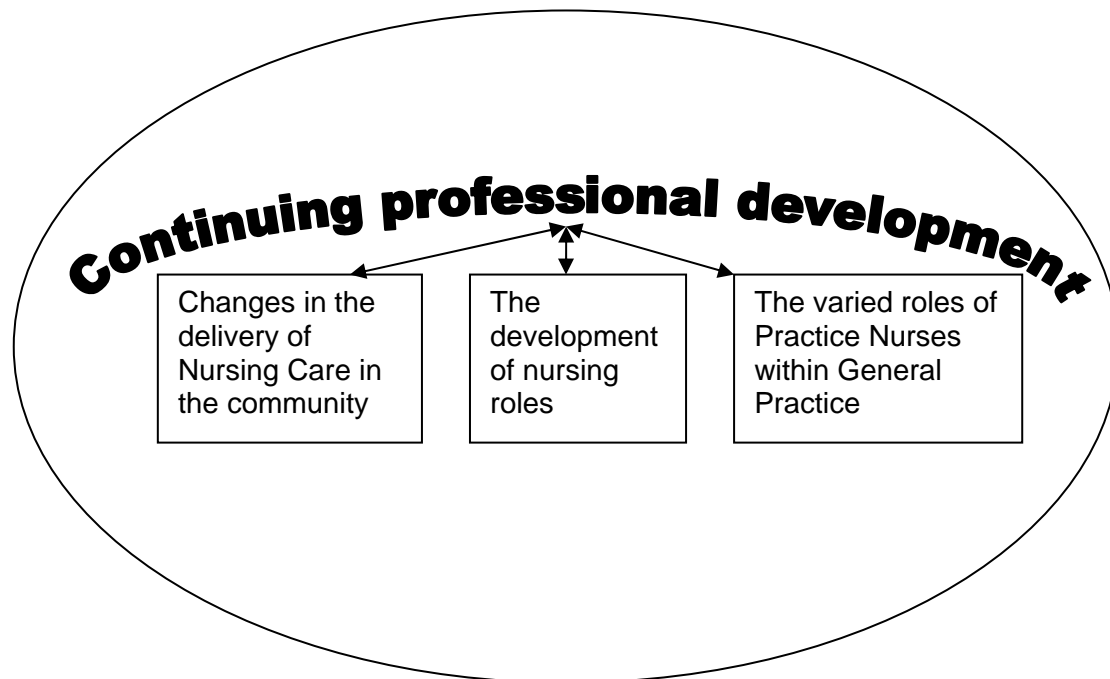 Continuing professional development
Changes in the
delivery of
Nursing Care in
the community
The
development
of nursing
roles
The varied roles of
Practice Nurses
within General
Practice